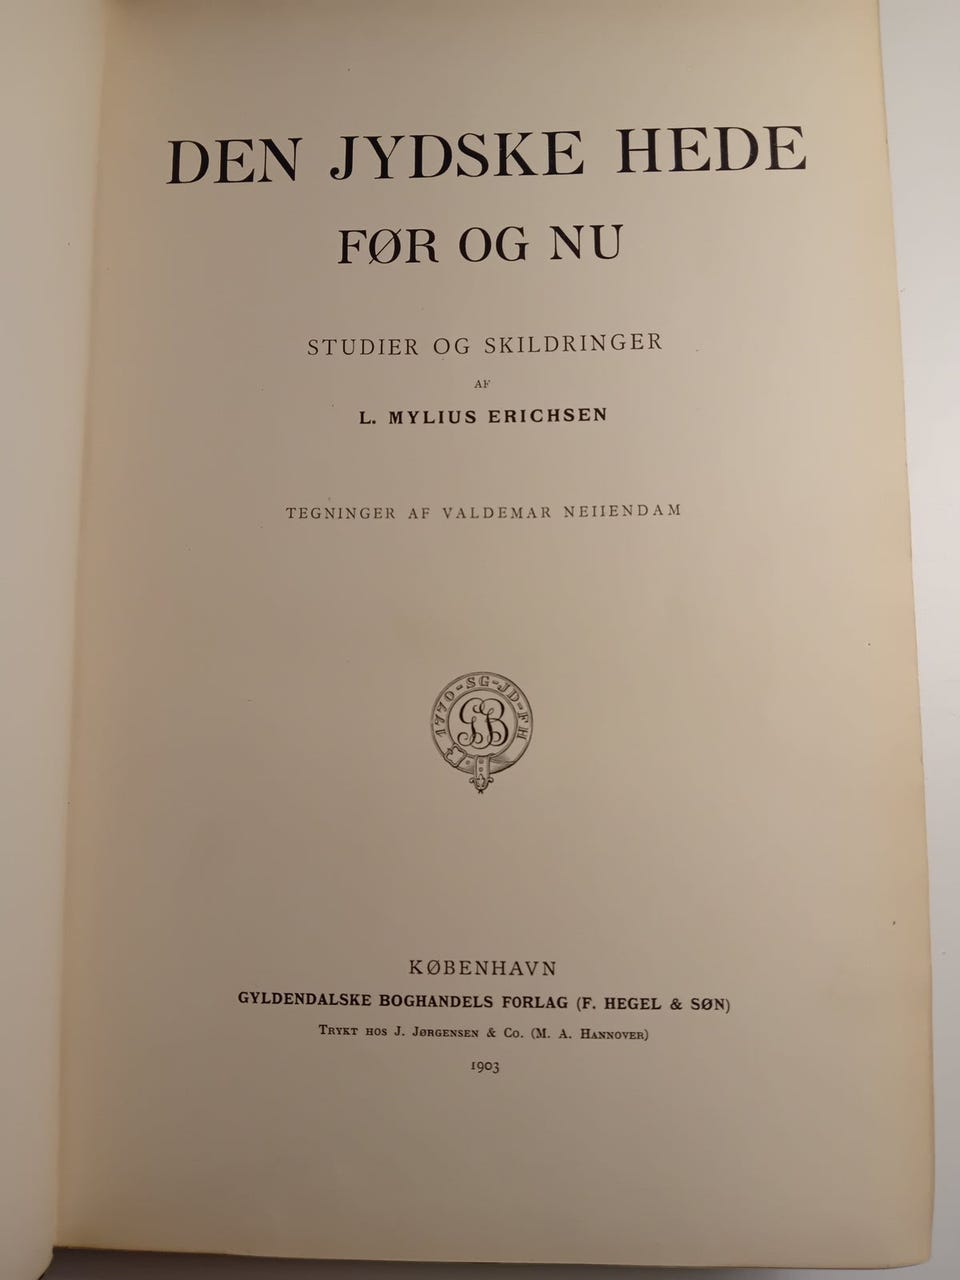 DEN JYDSKE HEDE
FØR OG NU
STUDIER OG SKILDRINGER
AF
L. MYLIUS ERICHSEN
TEGNINGER AF VALDEMAR NEIIENDAM
1770-SG-JD-FH
GB
KØBENHAVN
GYLDENDALSKE BOGHANDELS FORLAG (F. HEGEL & SØN)
TRYKT HOS J. JØRGENSEN & CO. (M. A. HANNOVER)
1903